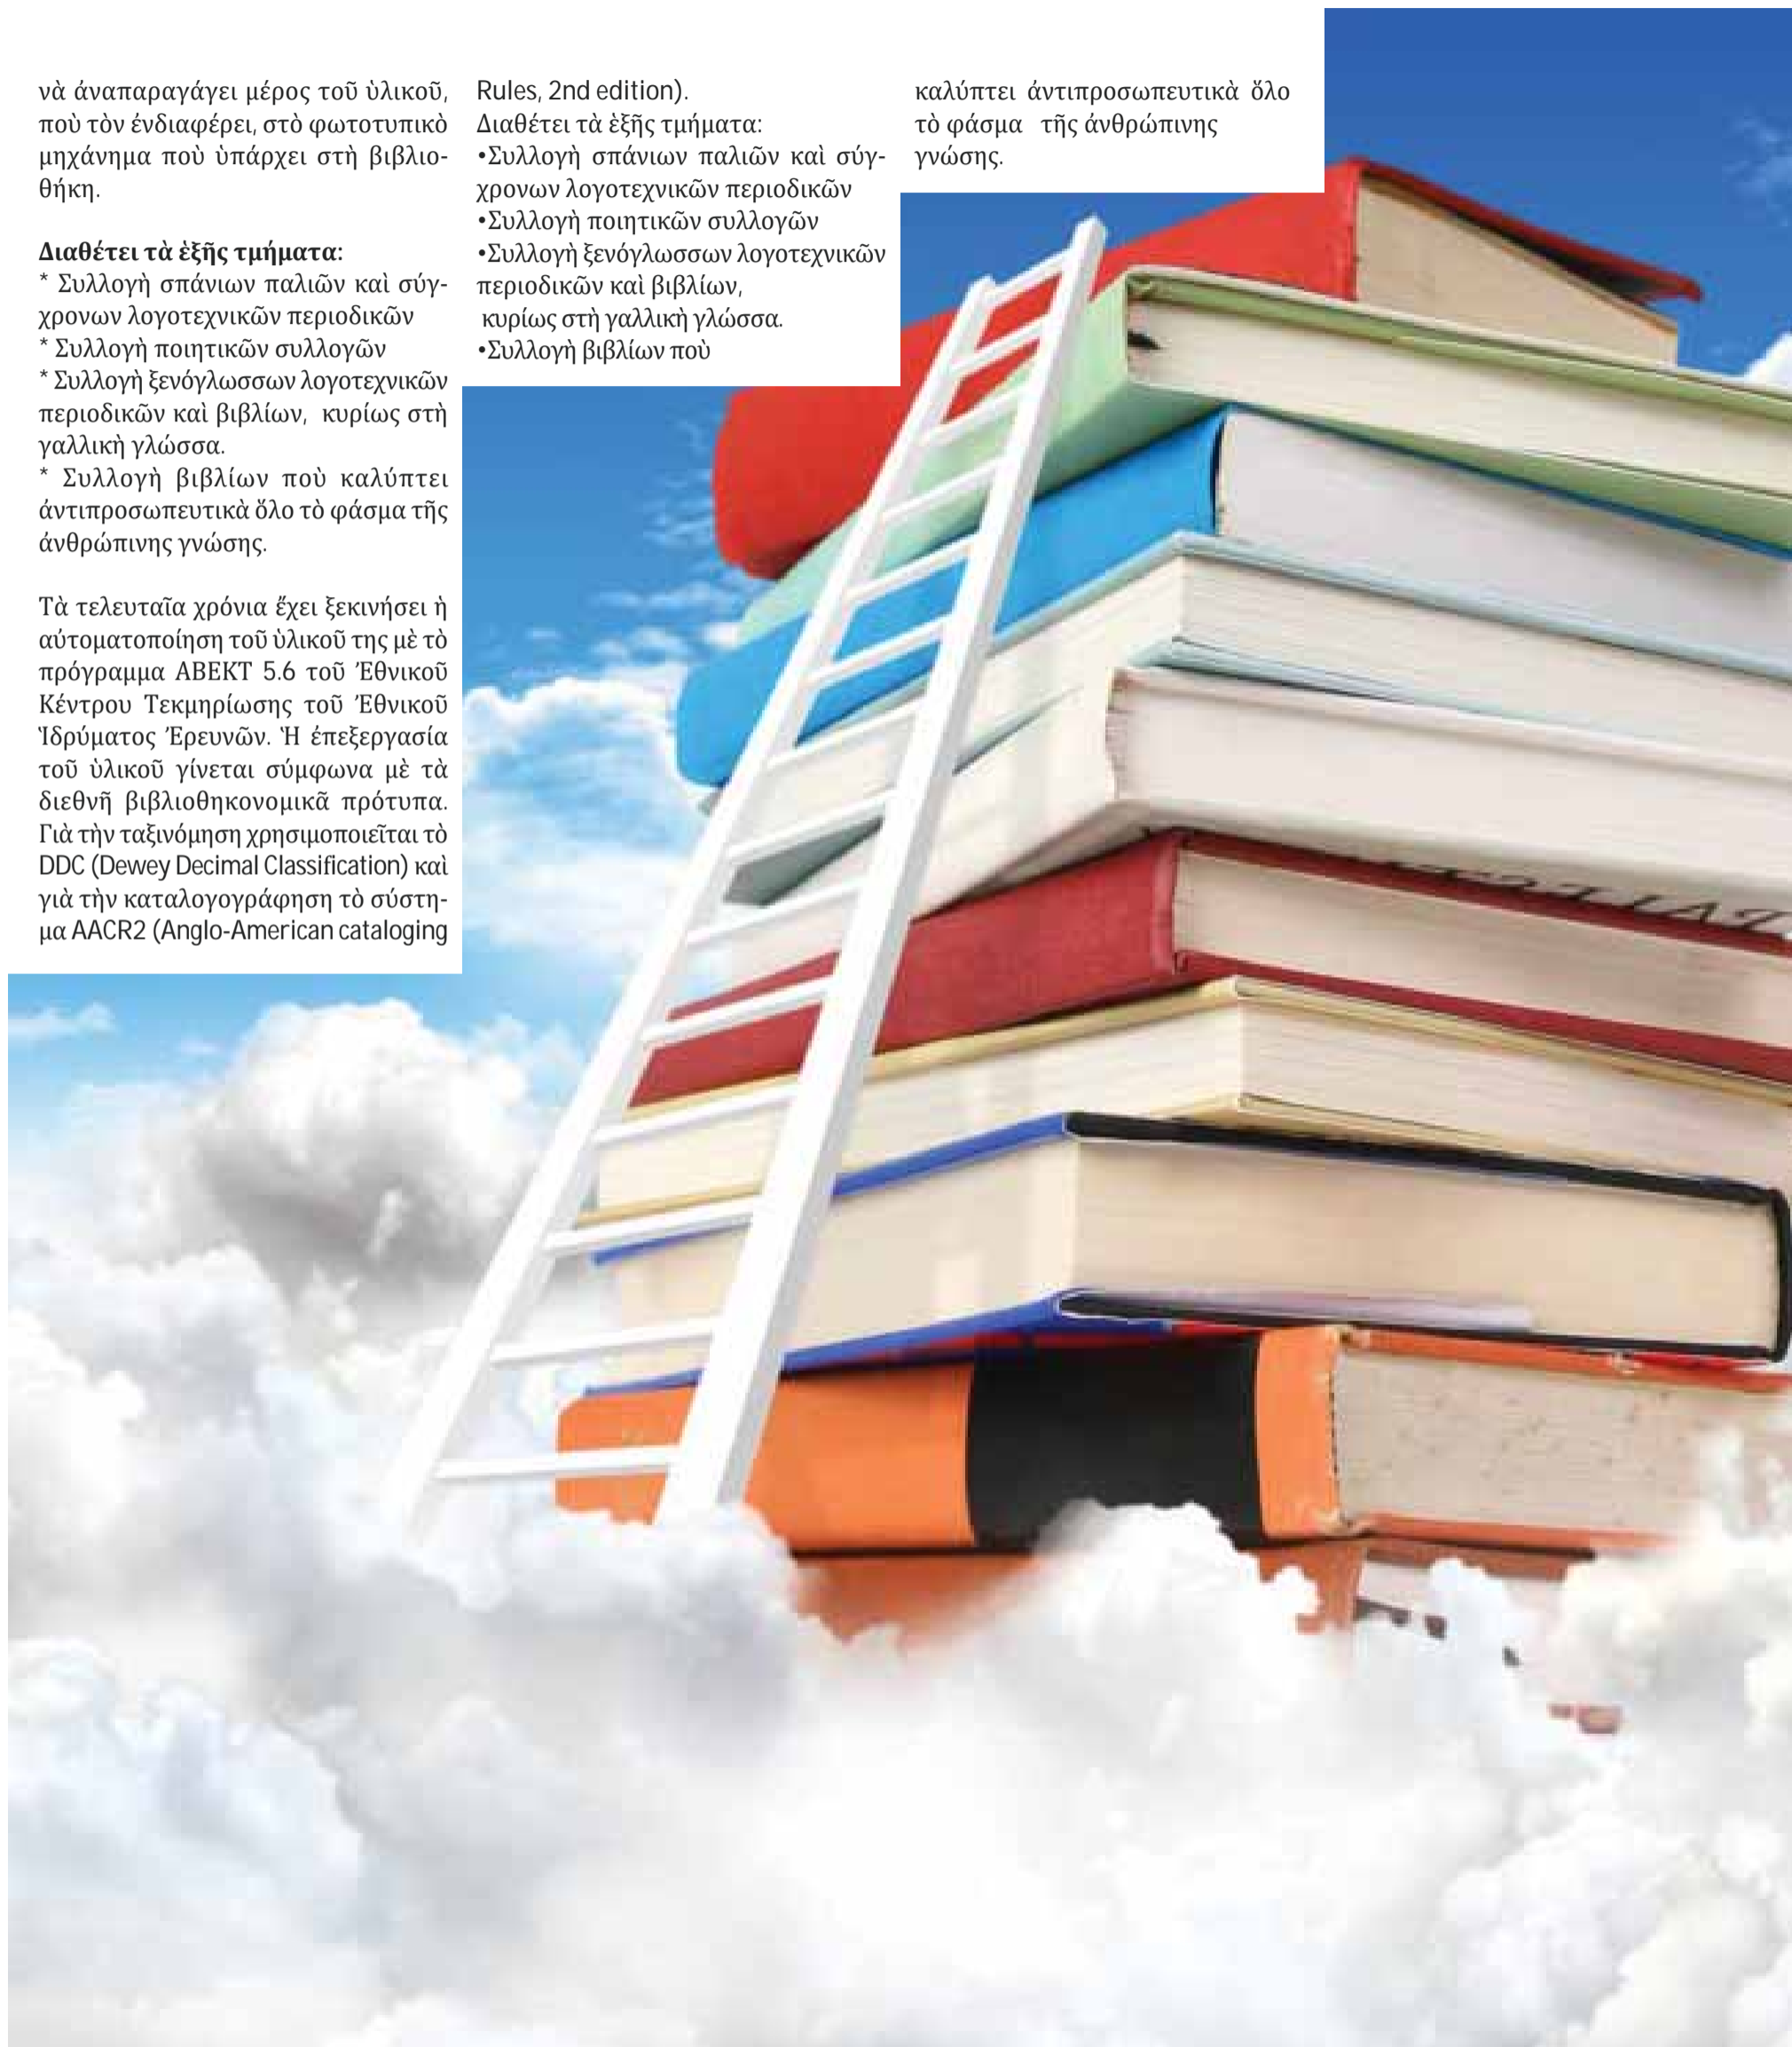 νὰ ἀναπαραγάγει μέρος τοῦ ὑλικοῦ,
ποὺ τὸν ἐνδιαφέρει, στὸ φωτοτυπικὸ
μηχάνημα ποὺ ὑπάρχει στὴ βιβλιο-
θήκη.
Διαθέτει τὰ ἑξῆς τμήματα:
* Συλλογὴ σπάνιων παλιῶν καὶ σύγ-
χρονων λογοτεχνικῶν περιοδικῶν
* Συλλογὴ ποιητικῶν συλλογῶν
* Συλλογὴ ξενόγλωσσων λογοτεχνικῶν
περιοδικῶν καὶ βιβλίων, κυρίως στὴ
γαλλικὴ γλώσσα.
* Συλλογὴ βιβλίων ποὺ καλύπτει
ἀντιπροσωπευτικὰ ὅλο τὸ φάσμα τῆς
ἀνθρώπινης γνώσης.
Τὰ τελευταῖα χρόνια ἔχει ξεκινήσει ἡ
αὐτοματοποίηση τοῦ ὑλικοῦ της μὲ τὸ
πρόγραμμα ΑΒΕΚΤ 5.6 τοῦ Ἐθνικοῦ
Κέντρου Τεκμηρίωσης τοῦ Ἐθνικοῦ
Ἱδρύματος Ἐρευνῶν. Ἡ ἐπεξεργασία
τοῦ ὑλικοῦ γίνεται σύμφωνα μὲ τὰ
διεθνῆ βιβλιοθηκονομικᾶ πρότυπα.
Γιὰ τὴν ταξινόμηση χρησιμοποιεῖται τὸ
DDC (Dewey Decimal Classification) καὶ
γιὰ τὴν καταλογογράφηση τὸ σύστη-
μα AACR2 (Anglo-American cataloging
Rules, 2nd edition).
Διαθέτει τὰ ἑξῆς τμήματα:
•Συλλογὴ σπάνιων παλιῶν καὶ σύγ-
χρονων λογοτεχνικῶν περιοδικῶν
•Συλλογὴ ποιητικῶν συλλογῶν
•Συλλογὴ ξενόγλωσσων λογοτεχνικῶν
περιοδικῶν καὶ βιβλίων,
κυρίως στὴ γαλλικὴ γλώσσα.
•Συλλογὴ βιβλίων ποὺ
καλύπτει ἀντιπροσωπευτικὰ ὅλο
τὸ φάσμα τῆς ἀνθρώπινης
γνώσης.